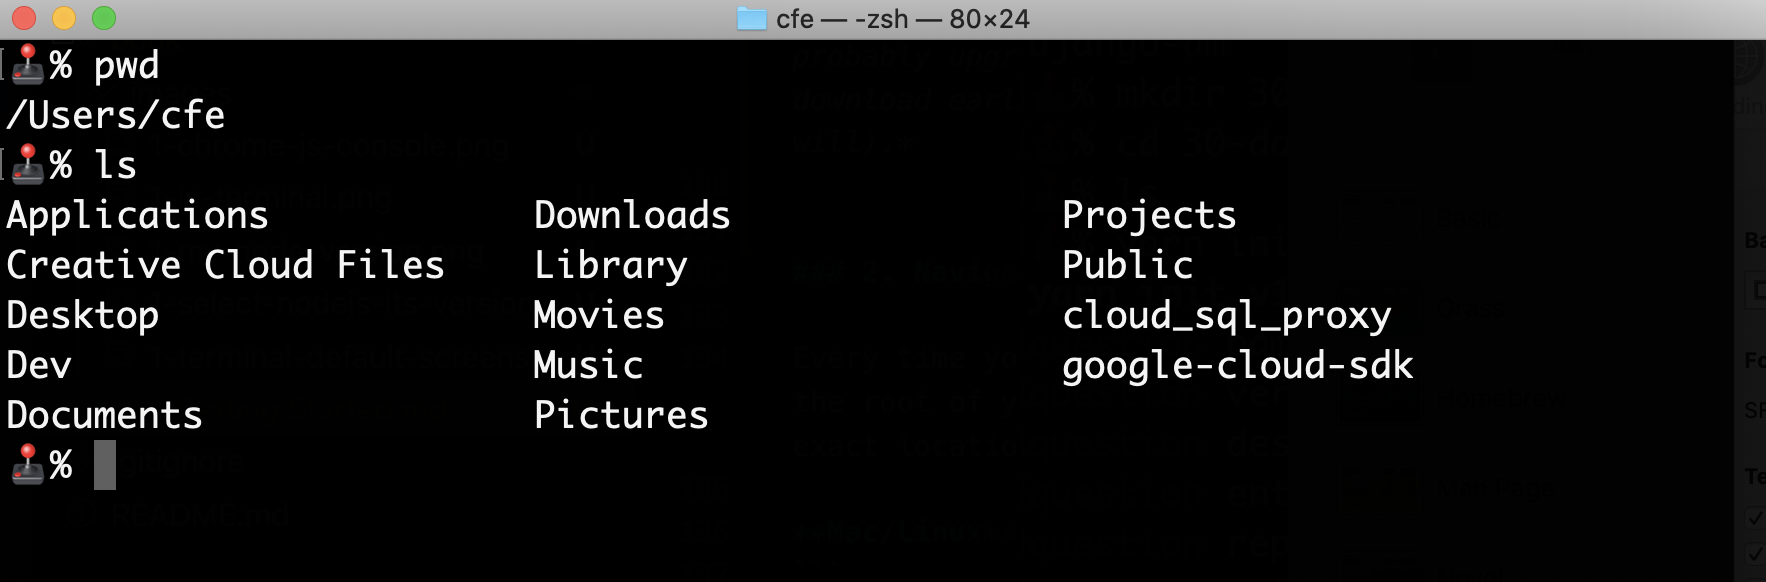 cfe — -zsh — 80×24
🕹% pwd
/Users/cfe
🕹% ls
Applications Downloads Projects
Creative Cloud Files Library Public
Desktop Movies cloud_sql_proxy
Dev Music google-cloud-sdk
Documents Pictures
🕹%